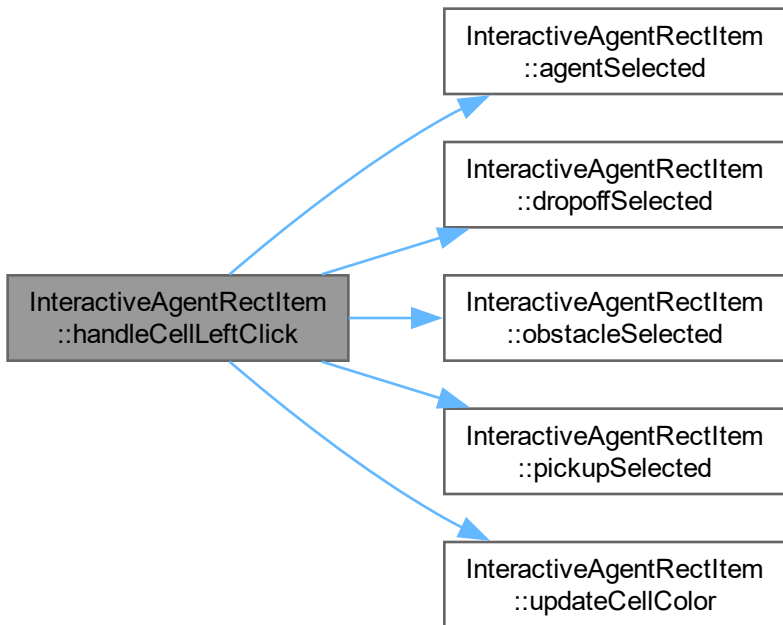 InteractiveAgentRectItem
::agentSelected
InteractiveAgentRectItem
::dropoffSelected
InteractiveAgentRectItem
::handleCellLeftClick
InteractiveAgentRectItem
::obstacleSelected
InteractiveAgentRectItem
::pickupSelected
InteractiveAgentRectItem
::updateCellColor